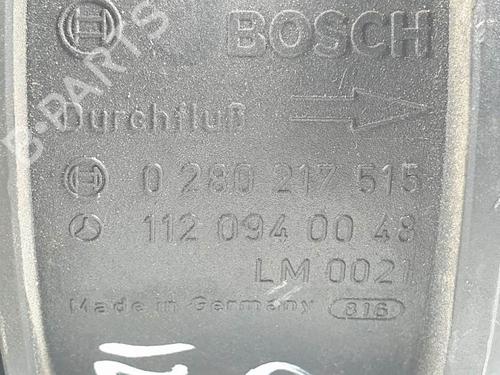 BOSCH
Durchfluß
0 280 217 515
112 094 00 48
LM 0021
Made in Germany 816
B-PARTS